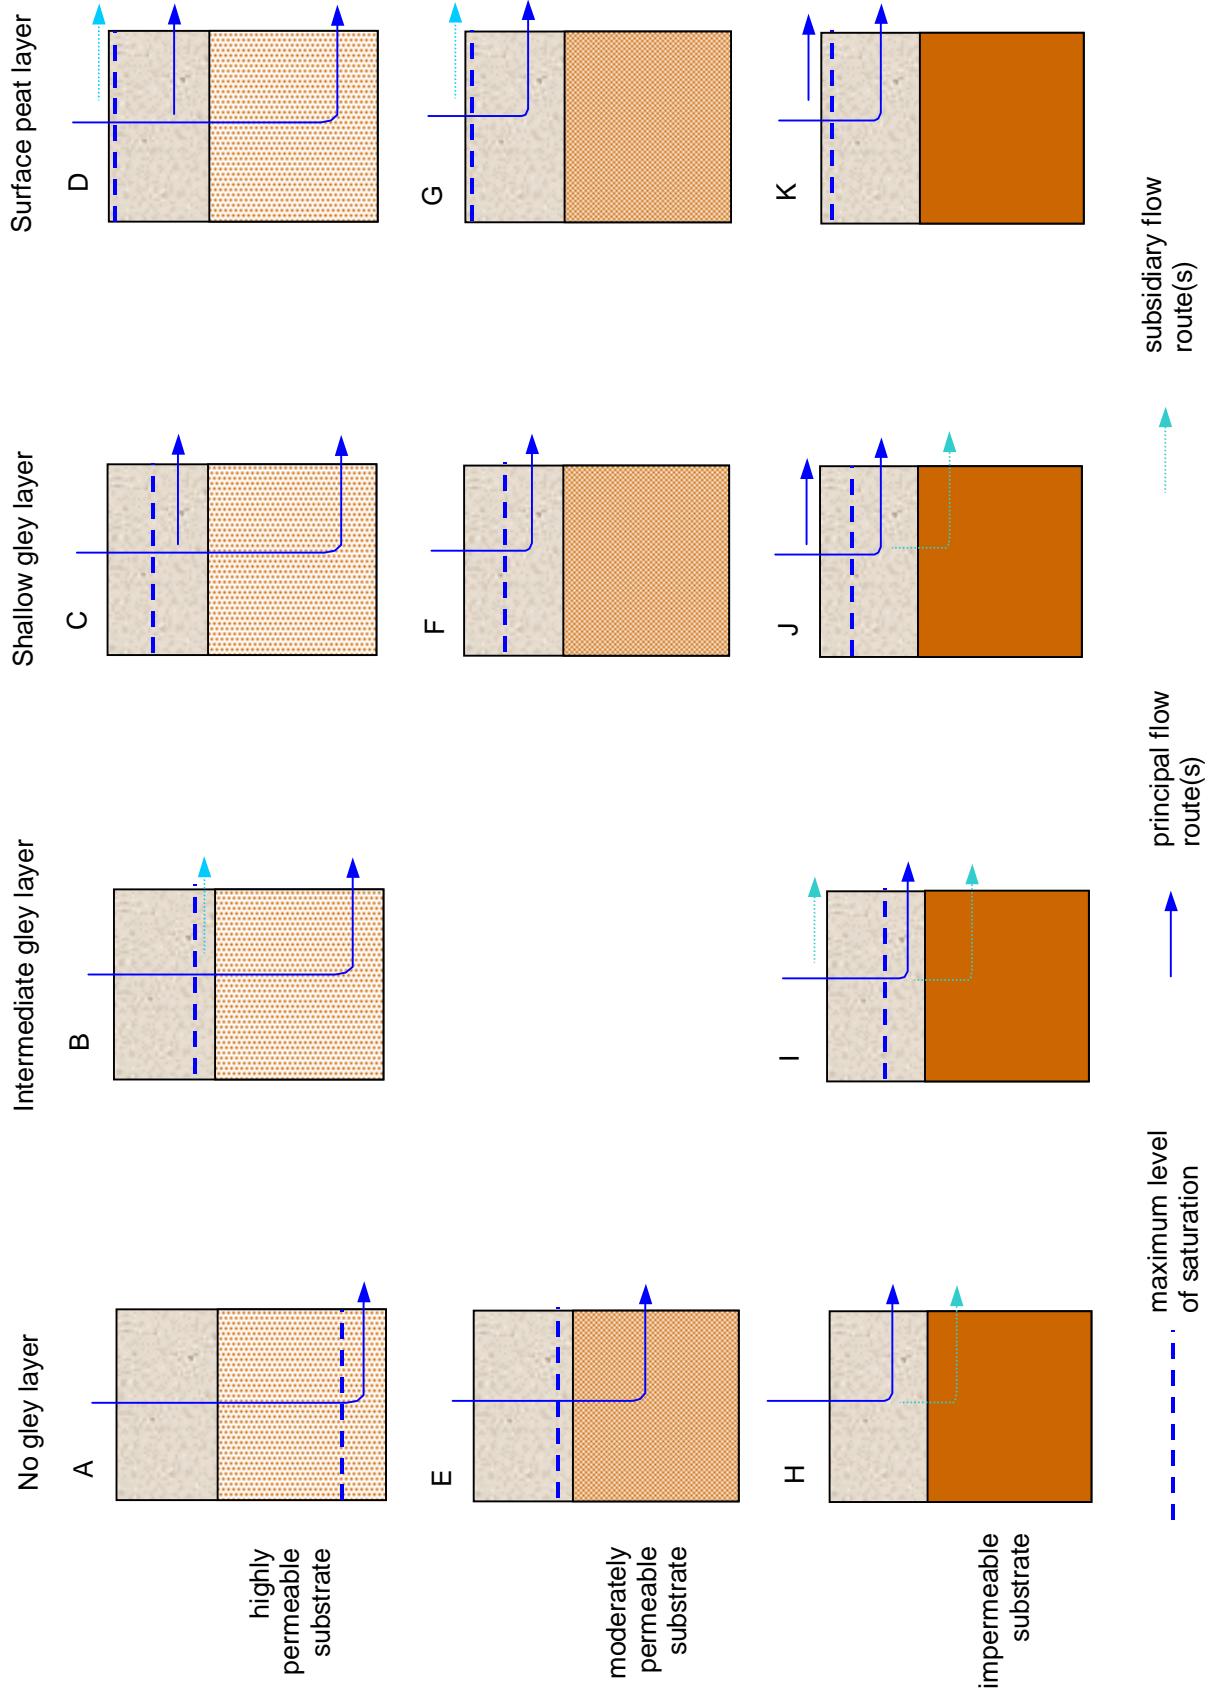 No gley layer
Intermediate gley layer
Shallow gley layer
Surface peat layer
highly
permeable
substrate
A
B
C
D
moderately
permeable
substrate
E
F
G
impermeable
substrate
H
I
J
K
maximum level
of saturation
principal flow
route(s)
subsidiary flow
route(s)